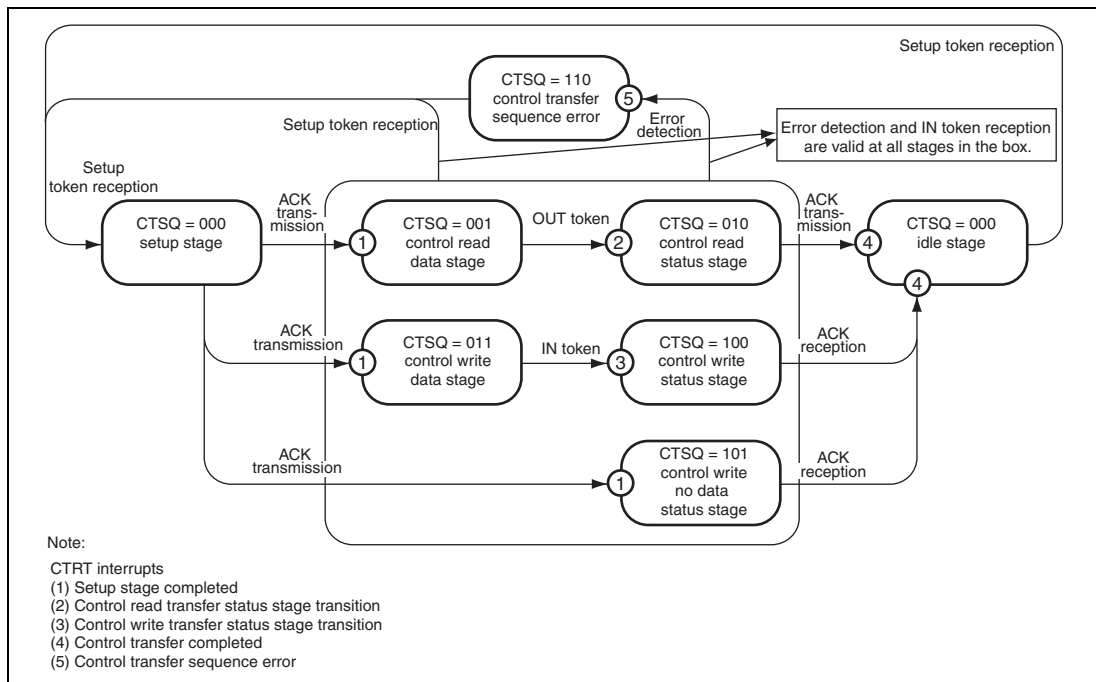 Setup token reception
CTSQ = 110
control transfer
sequence error
5
Setup token reception
Error
detection
Error detection and IN token reception
are valid at all stages in the box.
Setup
token reception
CTSQ = 000
setup stage
ACK
trans-
mission
1
CTSQ = 001
control read
data stage
OUT token
2
CTSQ = 010
control read
status stage
ACK
trans-
mission
4
CTSQ = 000
idle stage
4
ACK
transmission
1
CTSQ = 011
control write
data stage
IN token
3
CTSQ = 100
control write
status stage
ACK
reception
ACK
transmission
1
CTSQ = 101
control write
no data
status stage
ACK
reception
Note:
CTRT interrupts
(1) Setup stage completed
(2) Control read transfer status stage transition
(3) Control write transfer status stage transition
(4) Control transfer completed
(5) Control transfer sequence error